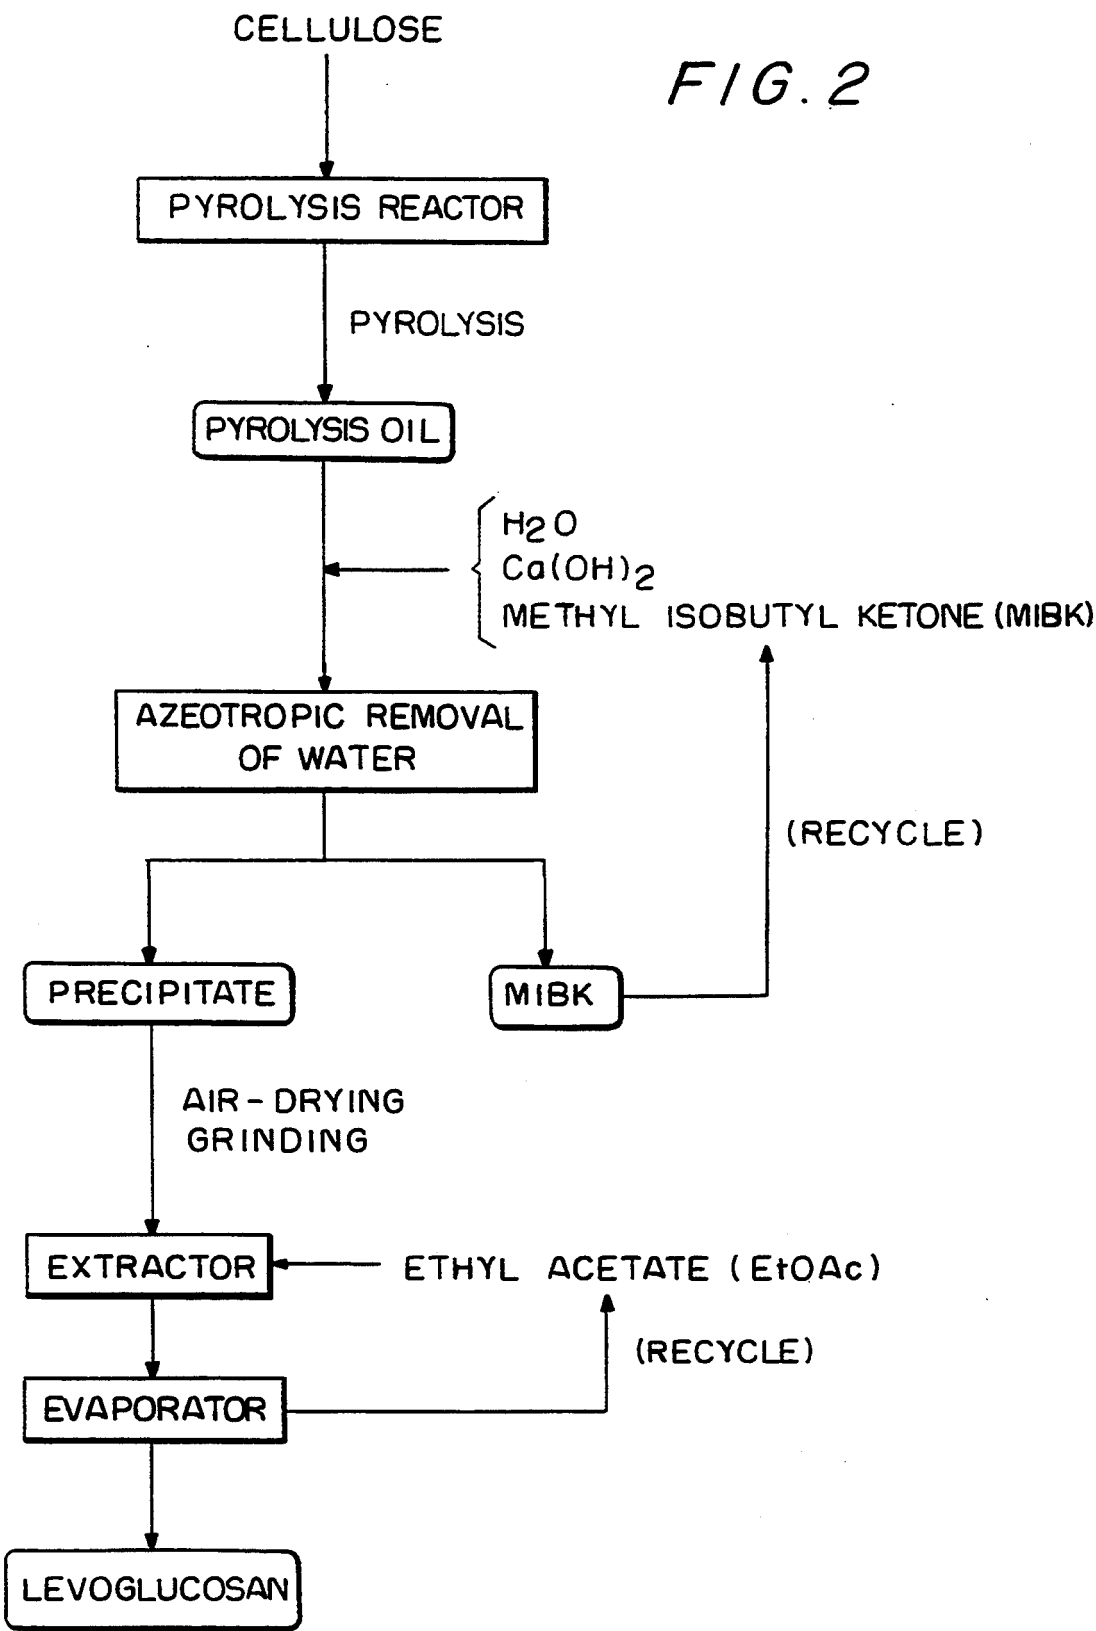 CELLULOSE
FIG. 2
PYROLYSIS REACTOR
PYROLYSIS
PYROLYSIS OIL
H2O
Ca(OH)2
METHYL ISOBUTYL KETONE (MIBK)
AZEOTROPIC REMOVAL
OF WATER
(RECYCLE)
PRECIPITATE
MIBK
AIR-DRYING
GRINDING
EXTRACTOR
ETHYL ACETATE (EtOAc)
(RECYCLE)
EVAPORATOR
LEVOGLUCOSAN